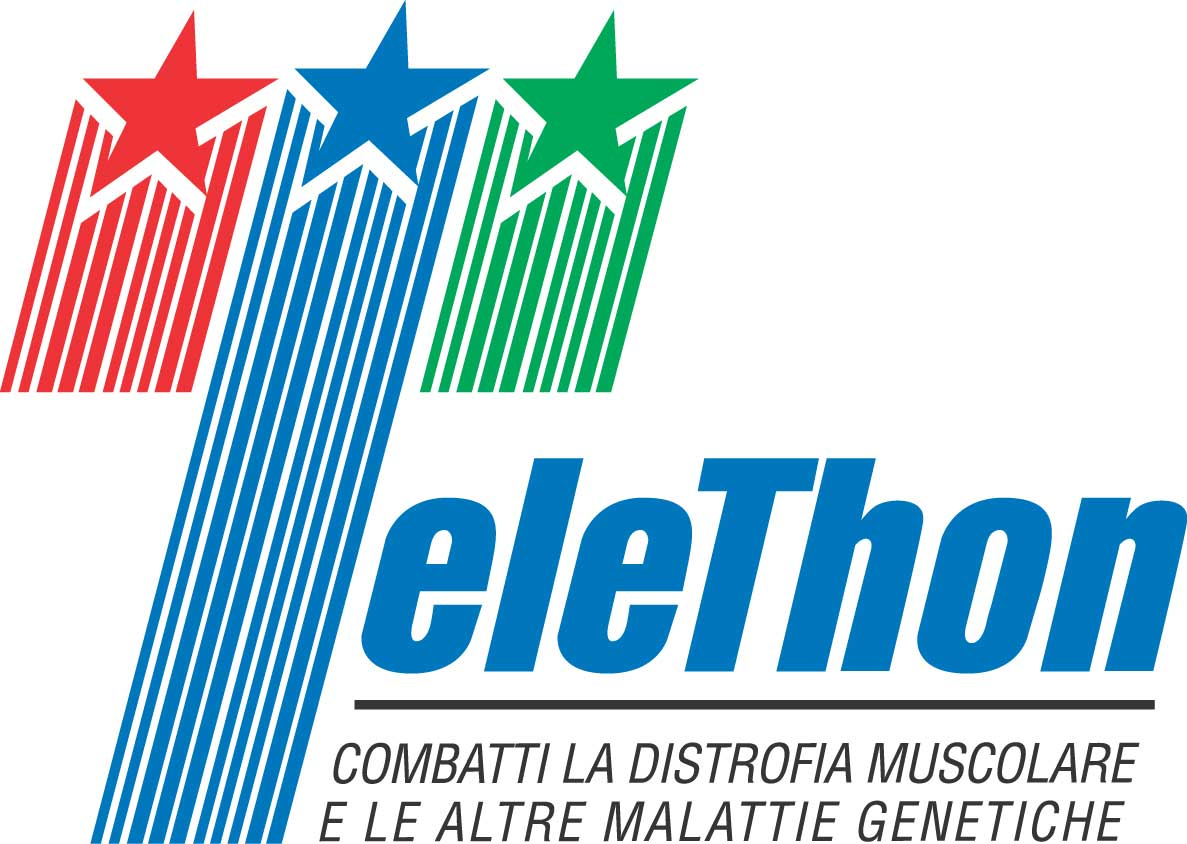 TeleThon
COMBATTI LA DISTROFIA MUSCOLARE
E LE ALTRE MALATTIE GENETICHE